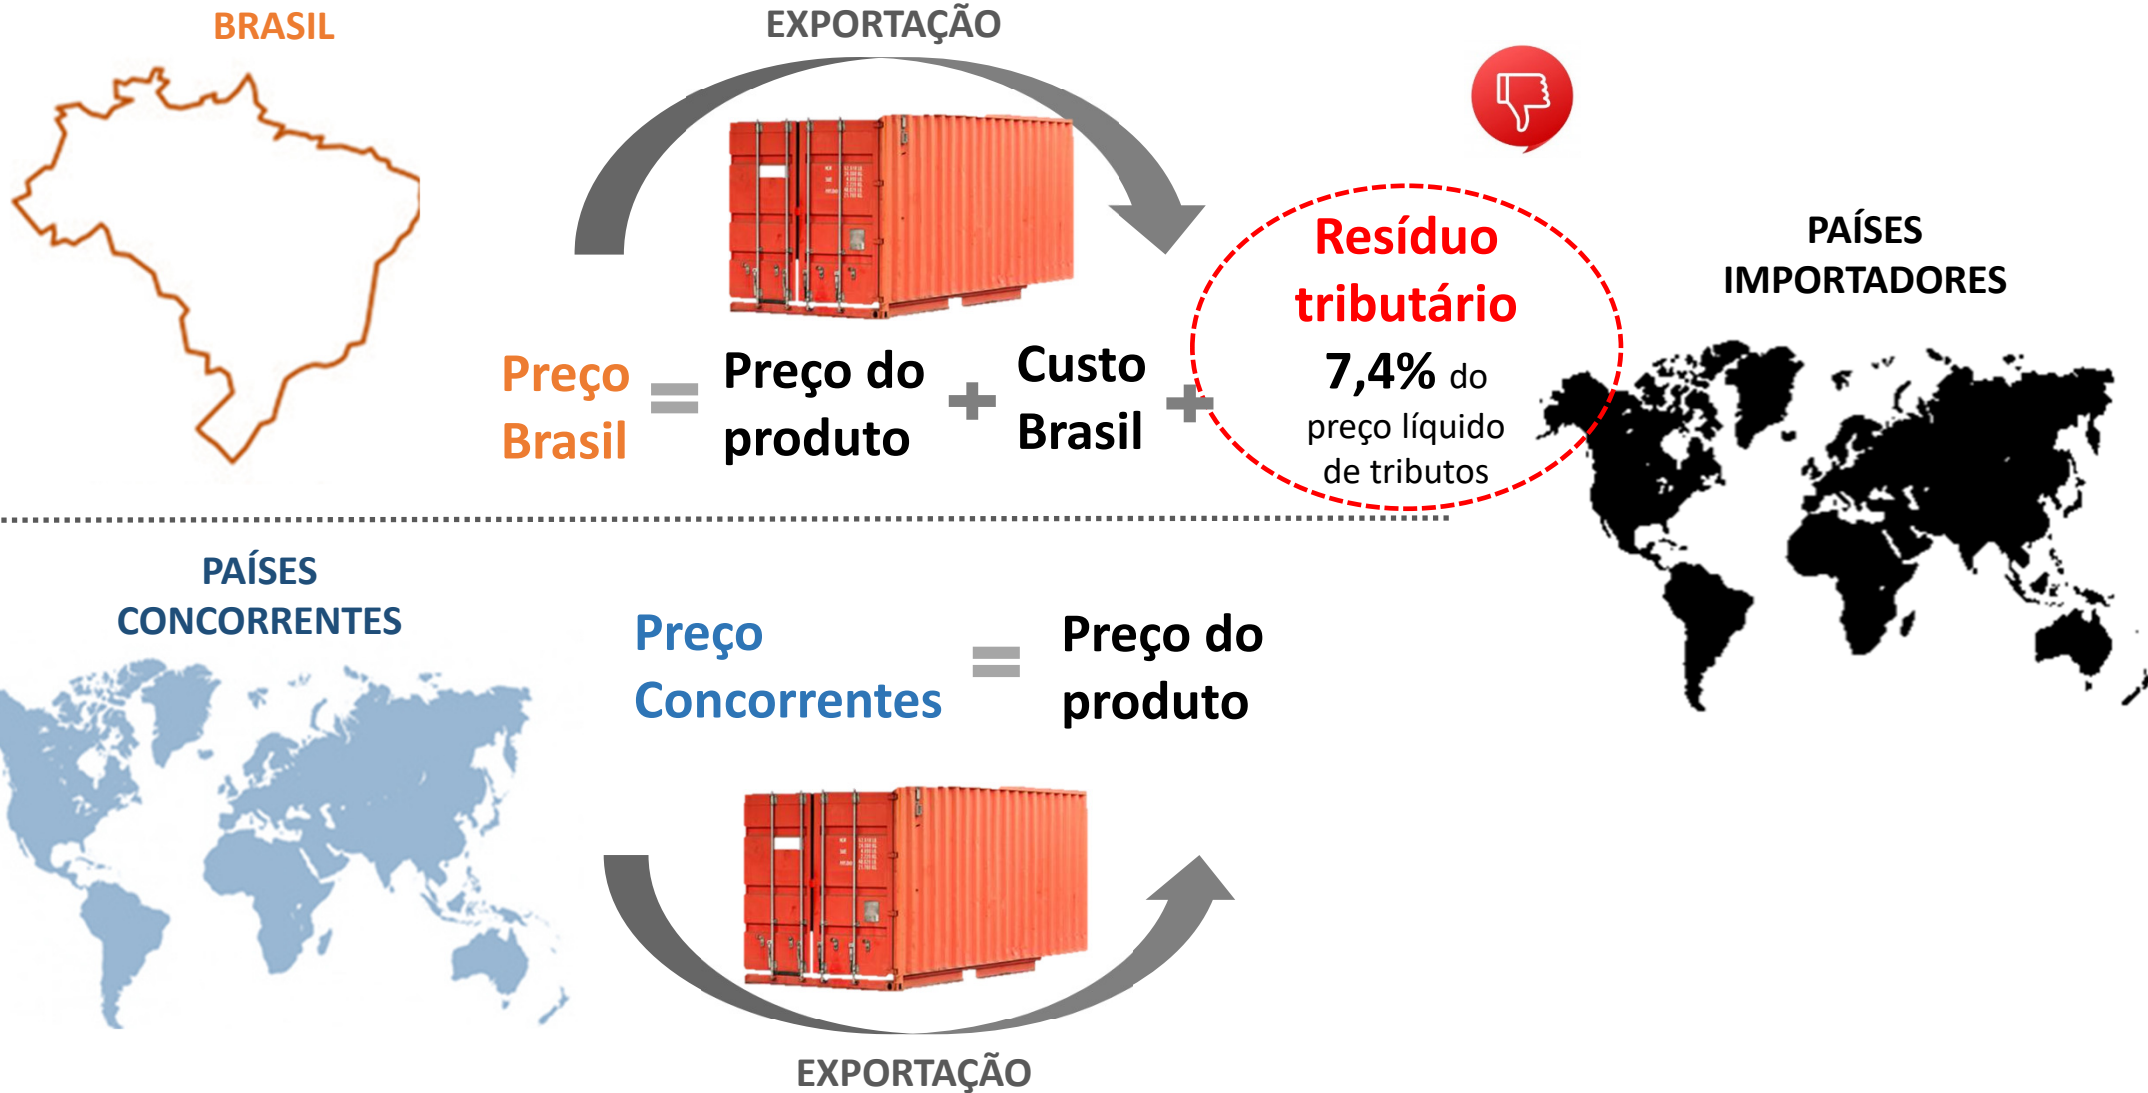 BRASIL
EXPORTAÇÃO
Resíduo
tributário
7,4% do
preço líquido
de tributos
PAÍSES
IMPORTADORES
Preço
Brasil
=
Preço do
produto
+
Custo
Brasil
+
PAÍSES
CONCORRENTES
Preço
Concorrentes
=
Preço do
produto
EXPORTAÇÃO